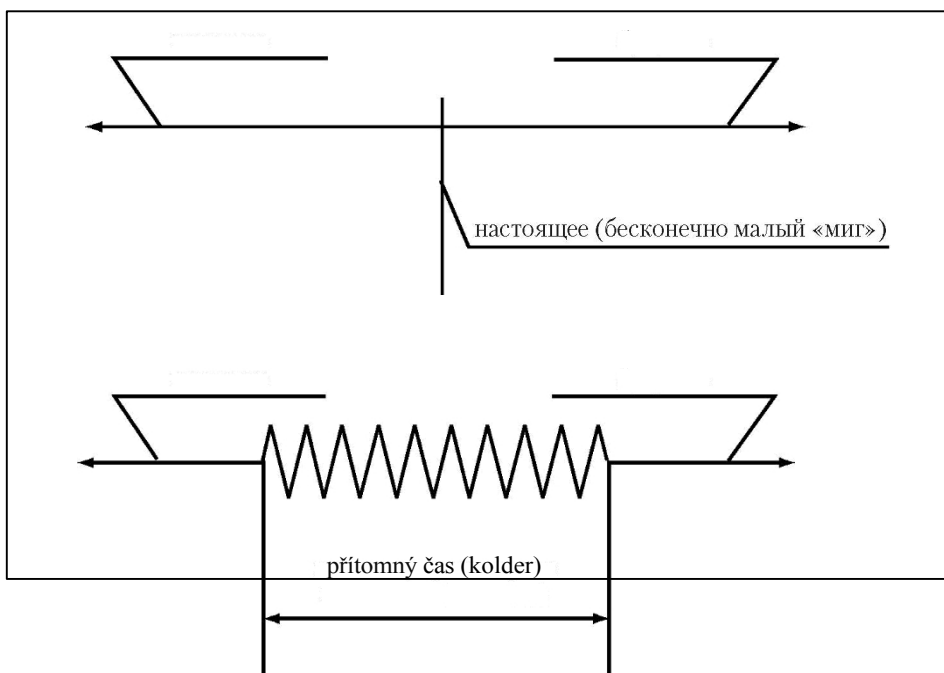 настоящее (бесконечно малый «миг»)
přítomný čas (kolder)